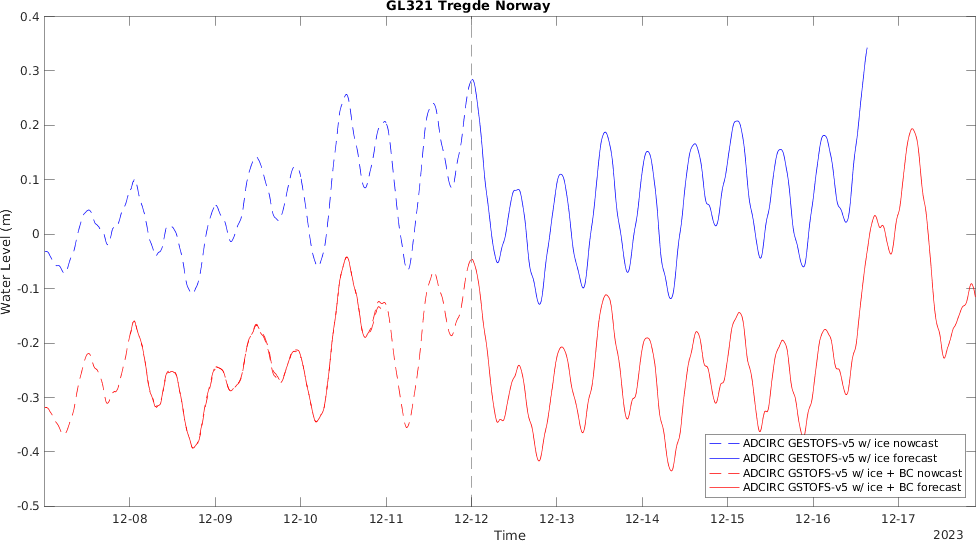 GL321 Tregde Norway
0.4
0.3
0.2
0.1
0
-0.1
-0.2
-0.3
-0.4
-0.5
Water Level (m)
ADCIRC GESTOFS-v5 w/ ice nowcast
ADCIRC GESTOFS-v5 w/ ice forecast
ADCIRC GSTOFS-v5 w/ ice + BC nowcast
ADCIRC GSTOFS-v5 w/ ice + BC forecast
12-08 12-09 12-10 12-11 12-12 12-13 12-14 12-15 12-16 12-17
Time
2023